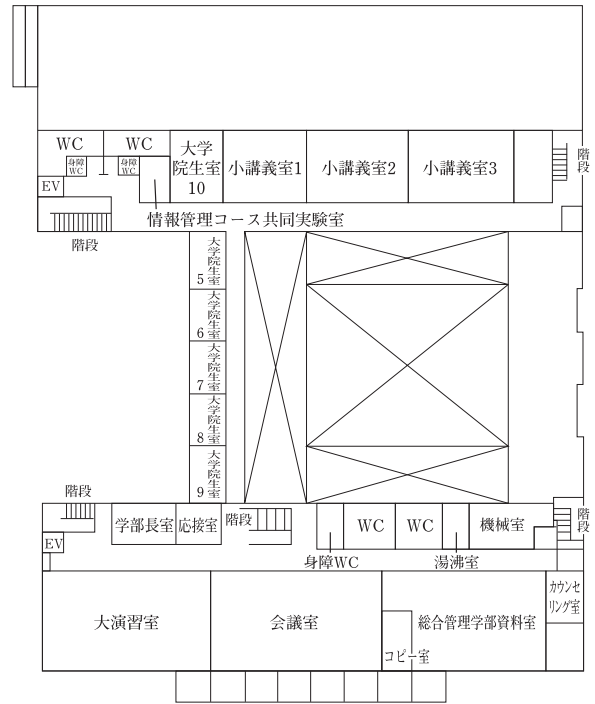 WC
WC
身障
WC
身障
WC
EV
大学
院生室
10
小講義室1
小講義室2
小講義室3
階段
情報管理コース共同実験室
階段
大学院生室5
大学院生室6
大学院生室7
大学院生室8
大学院生室9
階段
EV
学部長室
応接室
階段
WC
WC
機械室
階段
身障WC
湯沸室
大演習室
会議室
総合管理学部資料室
コピー室
カウンセ
リング室